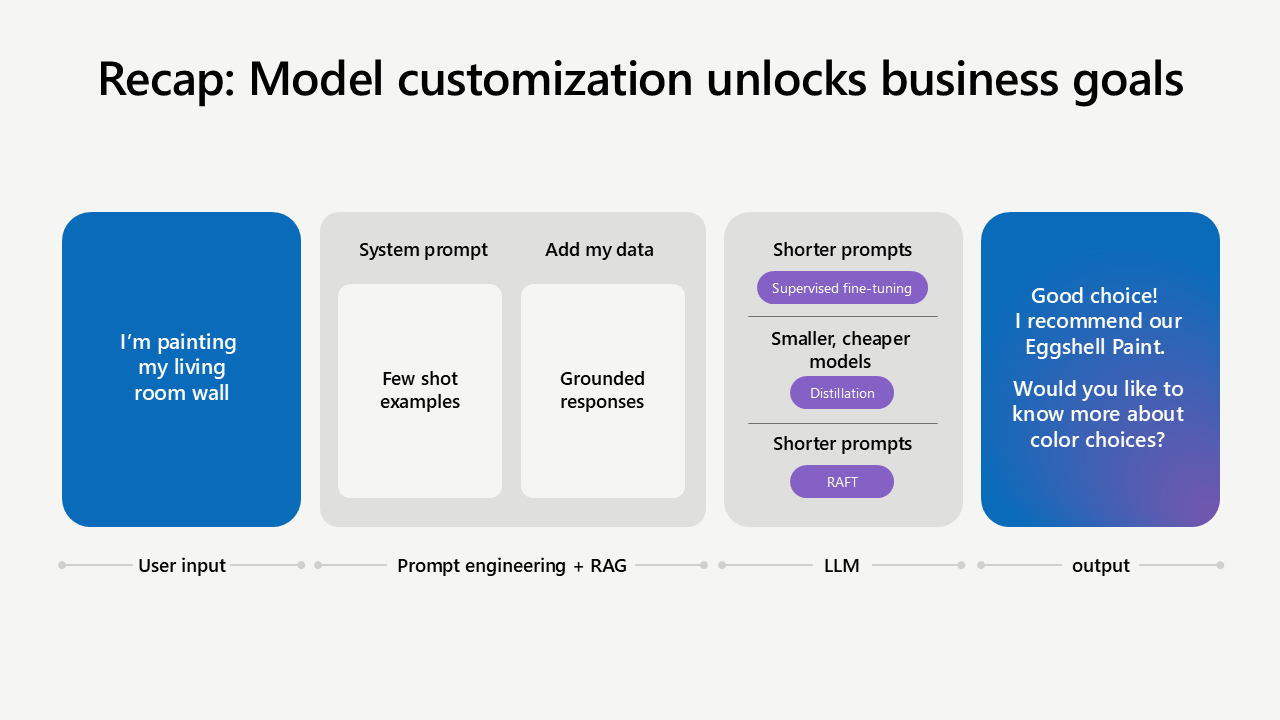 Recap: Model customization unlocks business goals
I’m painting
my living
room wall
System prompt
Few shot
examples
Add my data
Grounded
responses
Shorter prompts
Supervised fine-tuning
Smaller, cheaper
models
Distillation
Shorter prompts
RAFT
Good choice!
I recommend our
Eggshell Paint.
Would you like to
know more about
color choices?
User input
Prompt engineering + RAG
LLM
output